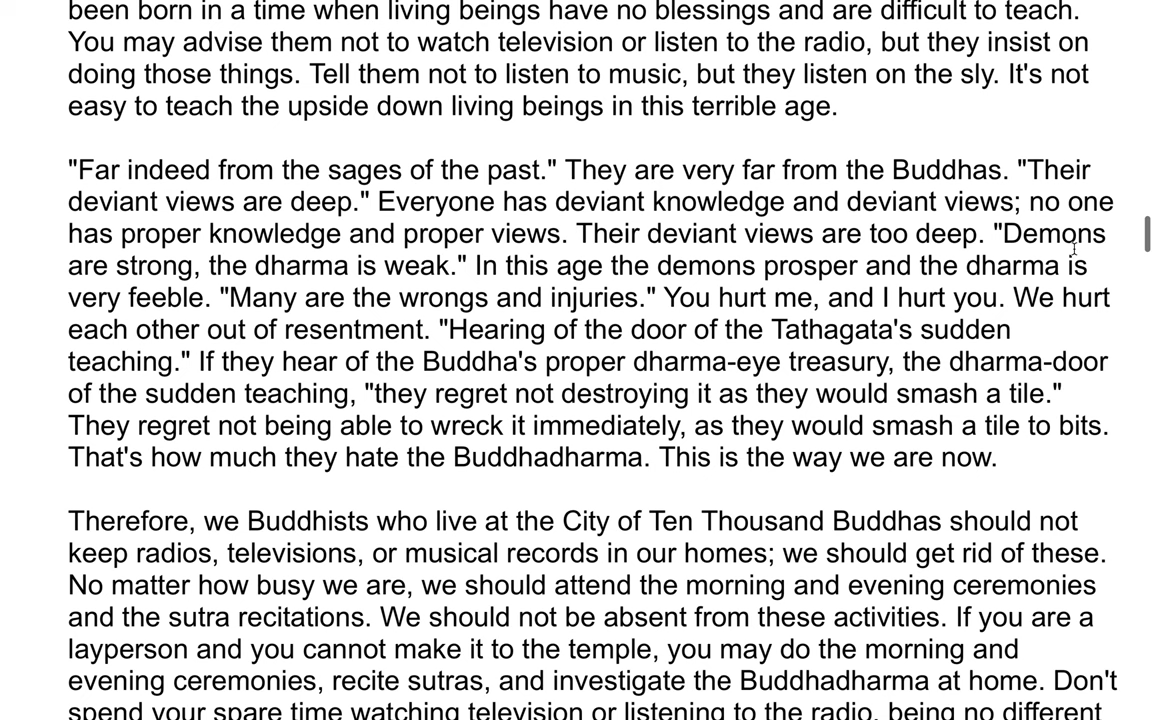 been born in a time when living beings have no blessings and are difficult to teach.
You may advise them not to watch television or listen to the radio, but they insist on
doing those things. Tell them not to listen to music, but they listen on the sly. It's not
easy to teach the upside down living beings in this terrible age.
"Far indeed from the sages of the past." They are very far from the Buddhas. "Their
deviant views are deep." Everyone has deviant knowledge and deviant views; no one
has proper knowledge and proper views. Their deviant views are too deep. "Demons
are strong, the dharma is weak." In this age the demons prosper and the dharma is
very feeble. "Many are the wrongs and injuries." You hurt me, and I hurt you. We hurt
each other out of resentment. "Hearing of the door of the Tathagata's sudden
teaching." If they hear of the Buddha's proper dharma-eye treasury, the dharma-door
of the sudden teaching, "they regret not destroying it as they would smash a tile."
They regret not being able to wreck it immediately, as they would smash a tile to bits.
That's how much they hate the Buddhadharma. This is the way we are now.
Therefore, we Buddhists who live at the City of Ten Thousand Buddhas should not
keep radios, televisions, or musical records in our homes; we should get rid of these.
No matter how busy we are, we should attend the morning and evening ceremonies
and the sutra recitations. We should not be absent from these activities. If you are a
layperson and you cannot make it to the temple, you may do the morning and
evening ceremonies, recite sutras, and investigate the Buddhadharma at home. Don't
spend your spare time watching television or listening to the radio, being no different